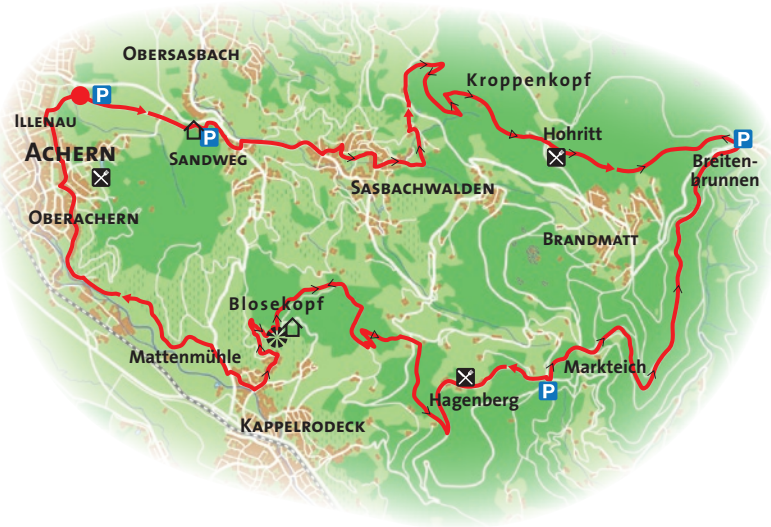 OBERSASBACH
P
Kroppenkopf
ILLENAU
P
Hohritt
P
ACHERN
SANDWEG
Breiten-
brunnen
SASBACHWALDEN
OBERACHERN
BRANDMATT
Blosekopf
Mattenmühle
Markteich
P
Hagenberg
KAPPELRODECK